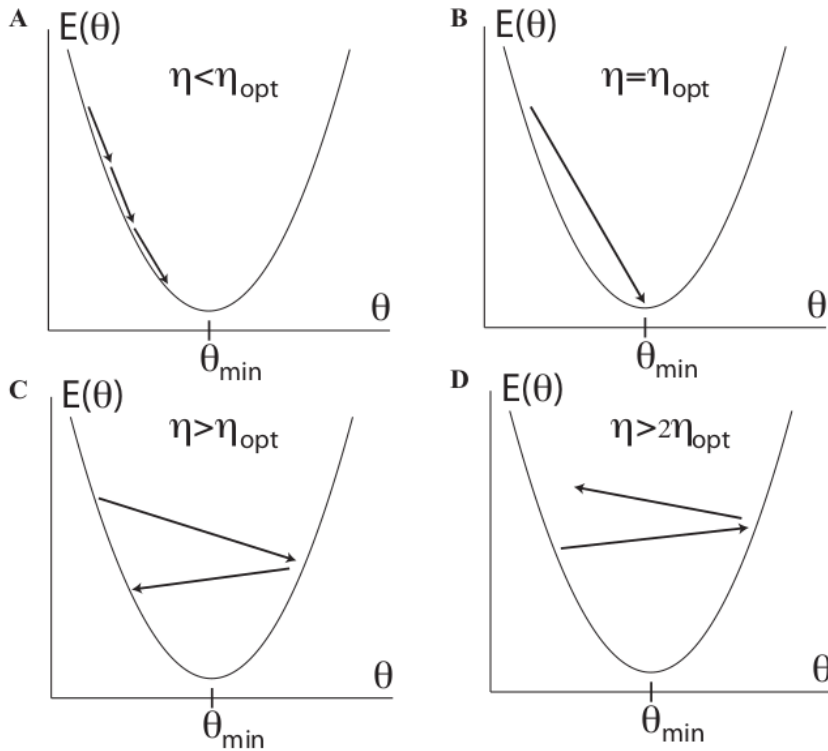 A
E(θ)
η<η_opt
θ
θ_min
B
E(θ)
η=η_opt
θ
θ_min
C
E(θ)
η>η_opt
θ
θ_min
D
E(θ)
η>2η_opt
θ
θ_min